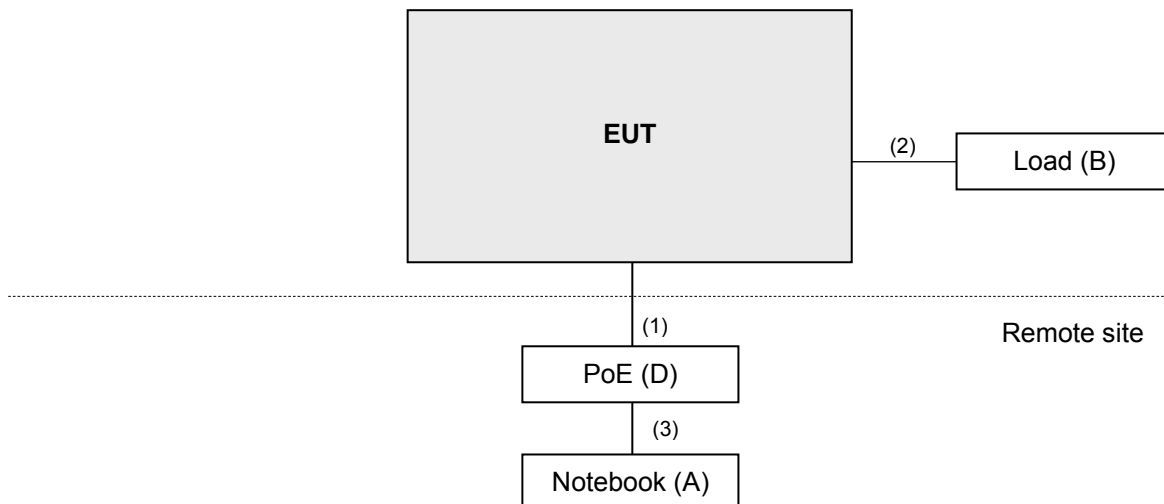 EUT
(2)
Load (B)
(1)
Remote site
PoE (D)
(3)
Notebook (A)